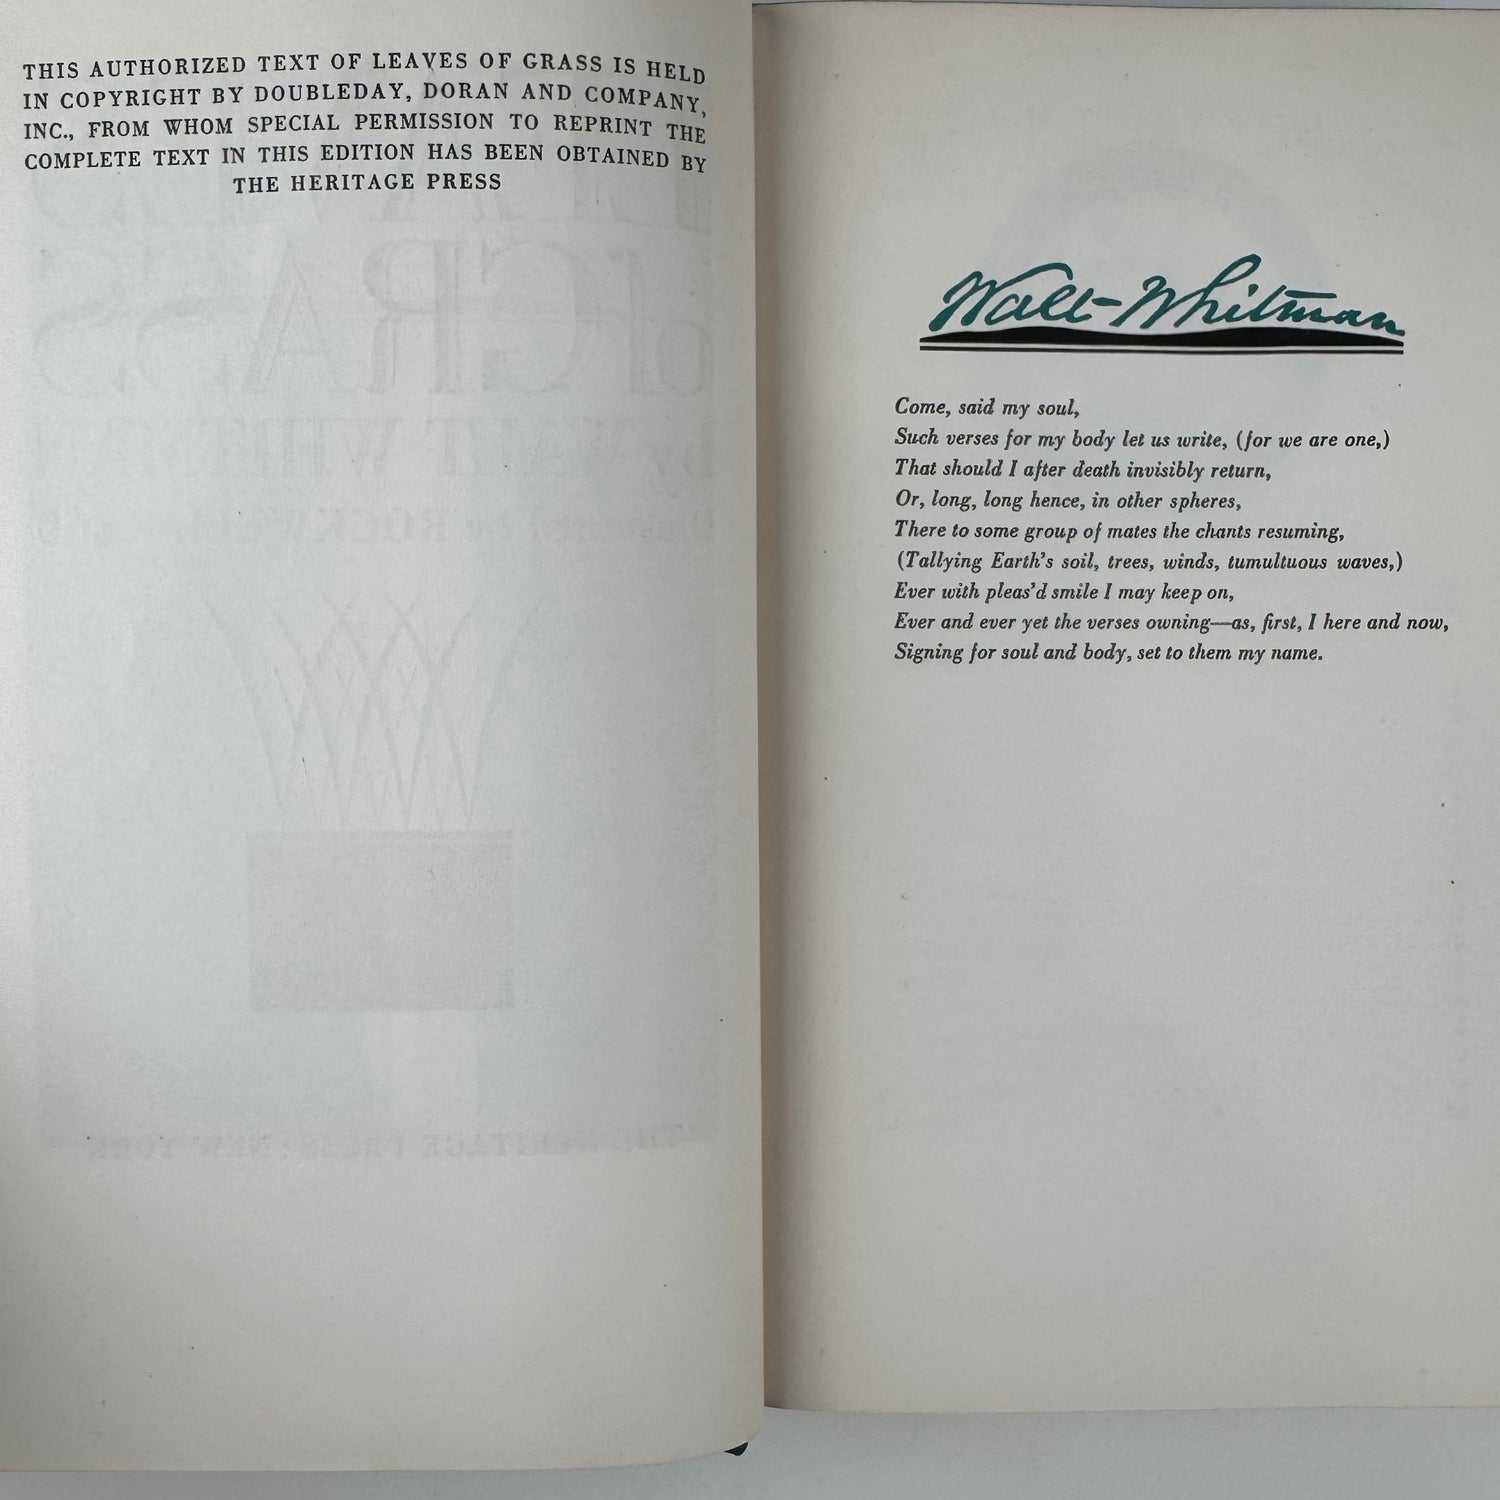 THIS AUTHORIZED TEXT OF LEAVES OF GRASS IS HELD
IN COPYRIGHT BY DOUBLEDAY, DORAN AND COMPANY,
INC., FROM WHOM SPECIAL PERMISSION TO REPRINT THE
COMPLETE TEXT IN THIS EDITION HAS BEEN OBTAINED BY
THE HERITAGE PRESS
THE HERITAGE PRESS : NEW YORK
Walt Whitman
Come, said my soul,
Such verses for my body let us write, (for we are one,)
That should I after death invisibly return,
Or, long, long hence, in other spheres,
There to some group of mates the chants resuming,
(Tallying Earth's soil, trees, winds, tumultuous waves,)
Ever with pleas'd smile I may keep on,
Ever and ever yet the verses owning—as, first, I here and now,
Signing for soul and body, set to them my name.